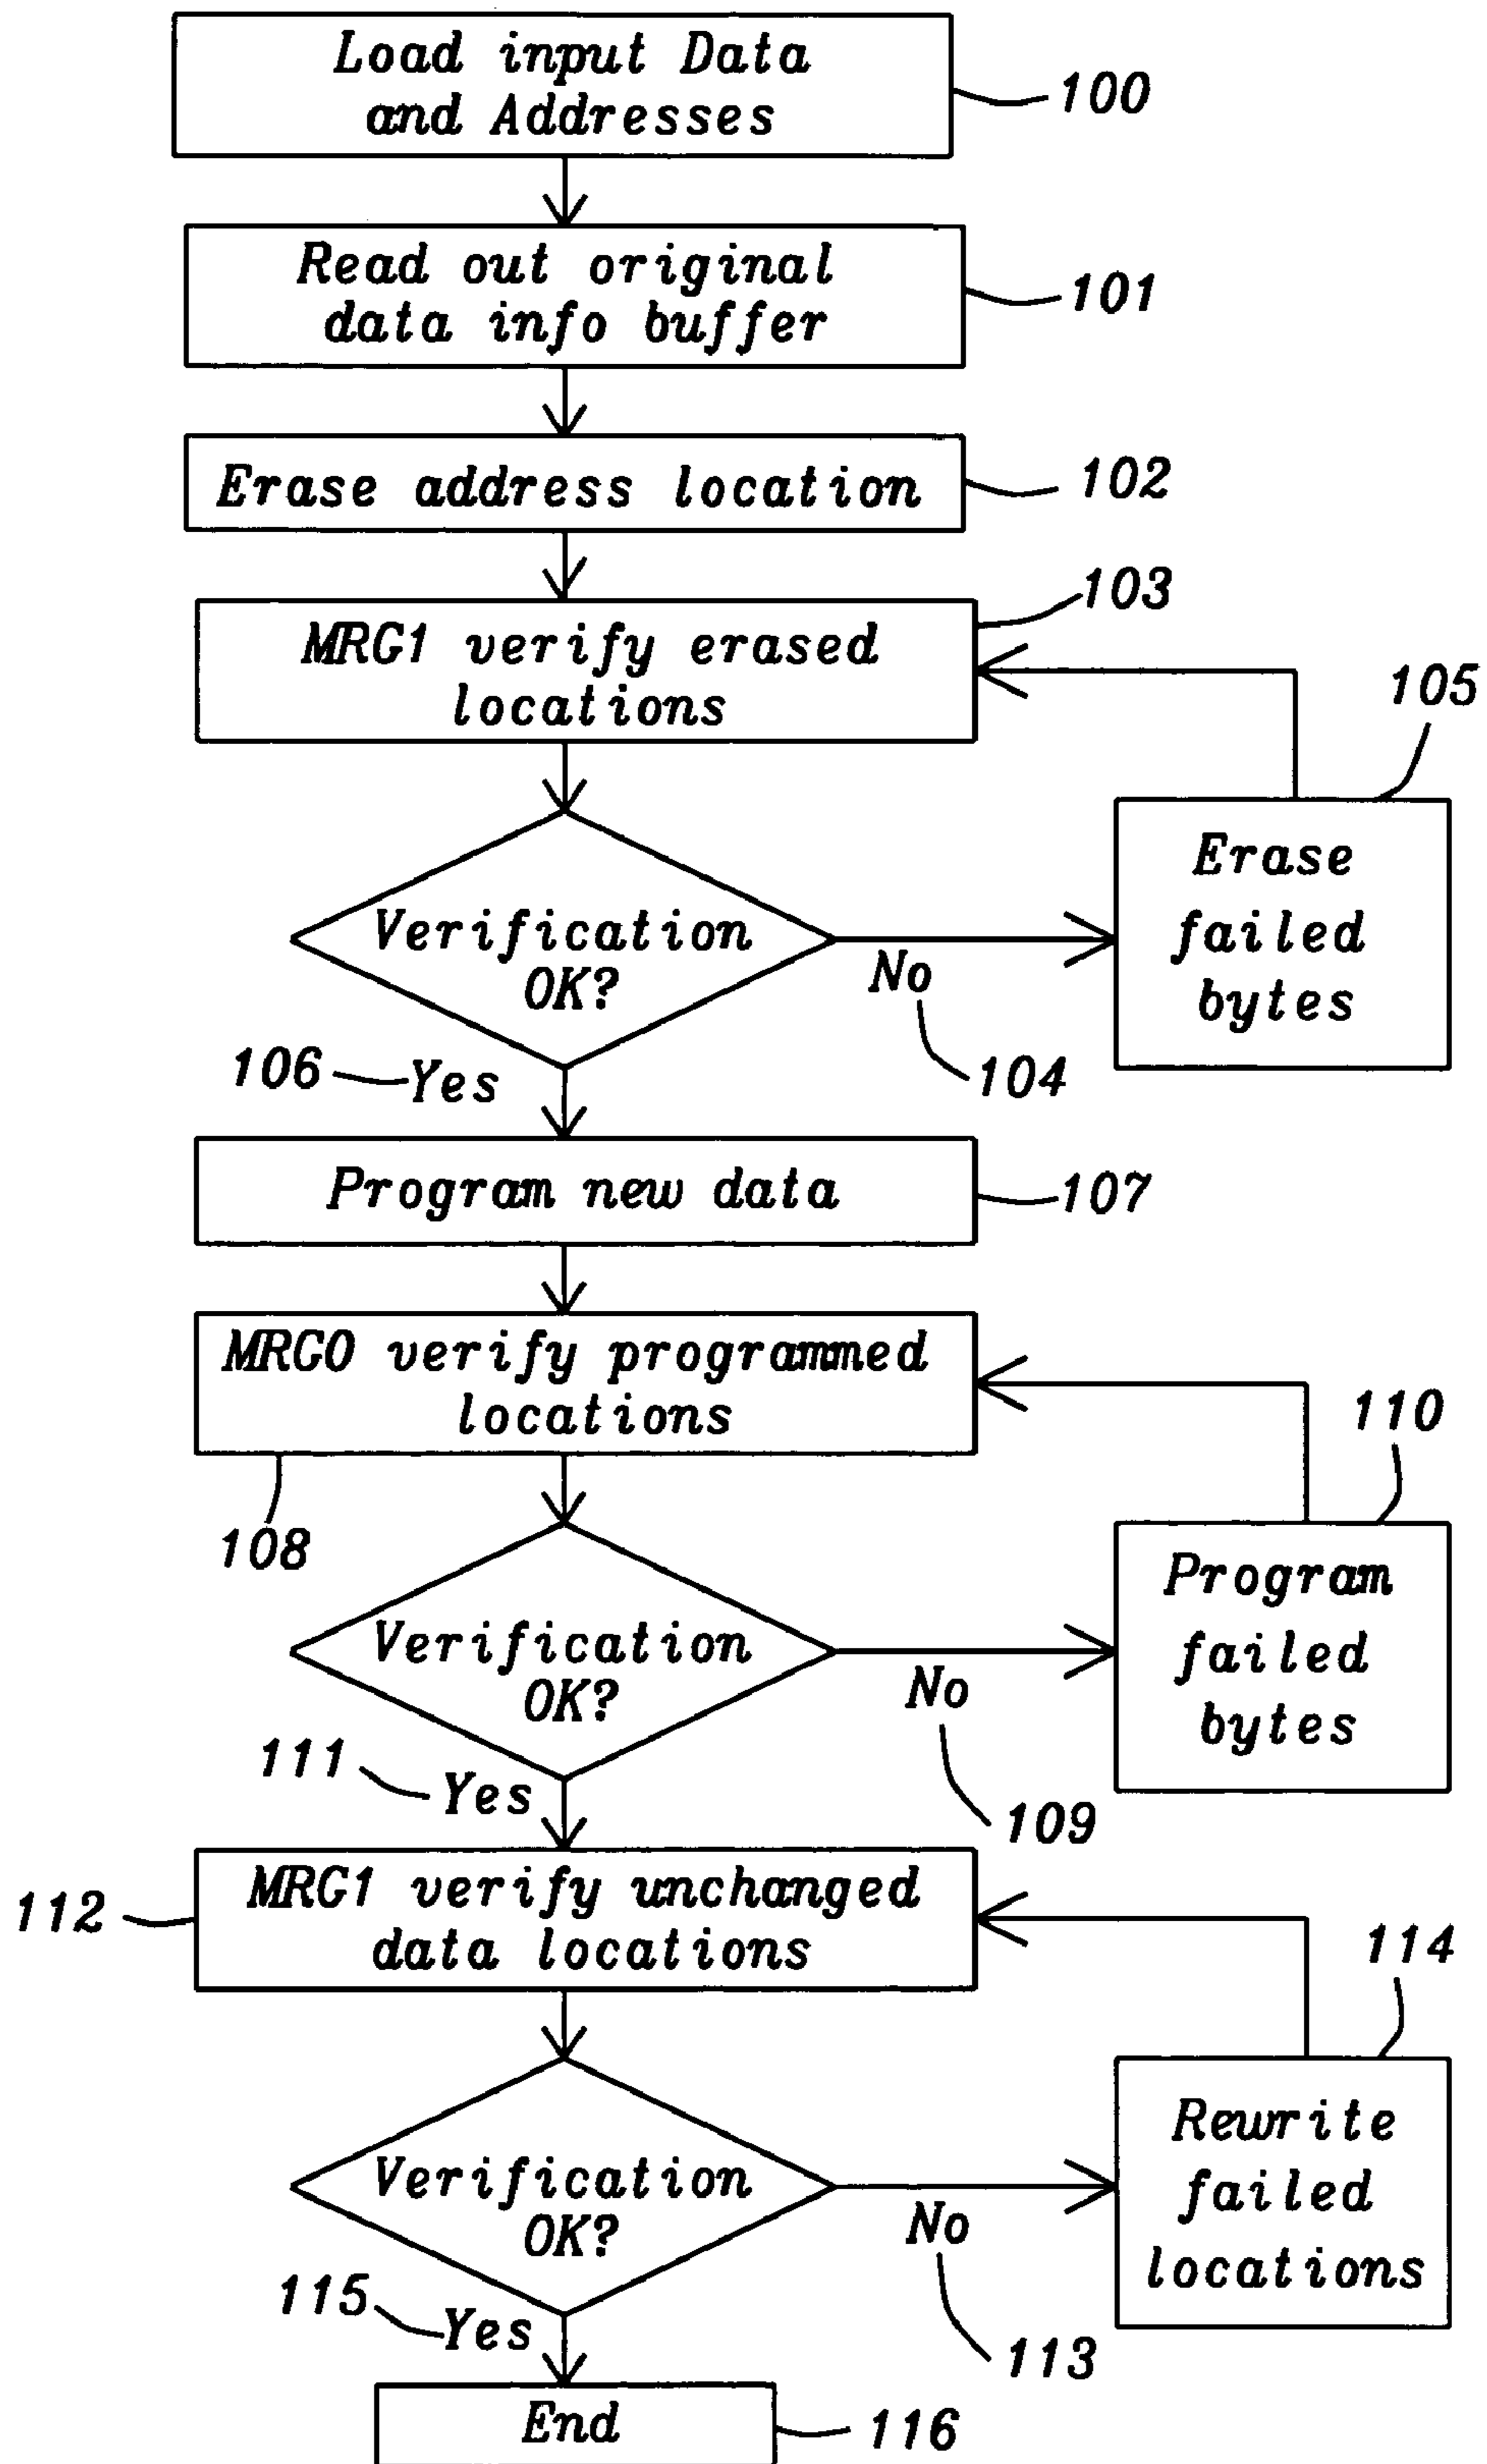 Load input Data
and Addresses
100
Read out original
data info buffer
101
Erase address location
102
103
MRG1 verify erased
locations
105
Erase
failed
bytes
Verification
OK?
No
104
106
Yes
Program new data
107
MRG0 verify programmed
locations
108
110
Program
failed
bytes
Verification
OK?
No
109
111
Yes
MRG1 verify unchanged
data locations
112
114
Rewrite
failed
locations
Verification
OK?
No
113
115
Yes
End
116